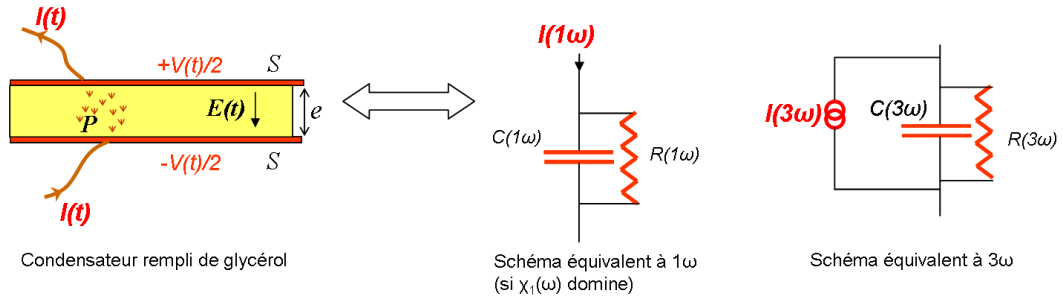 I(t)
+V(t)/2 S
P E(t) e
-V(t)/2 S
I(t)
Condensateur rempli de glycérol
I(1ω)
C(1ω)
R(1ω)
Schéma équivalent à 1ω
(si χ₁(ω) domine)
I(3ω)
C(3ω)
R(3ω)
Schéma équivalent à 3ω